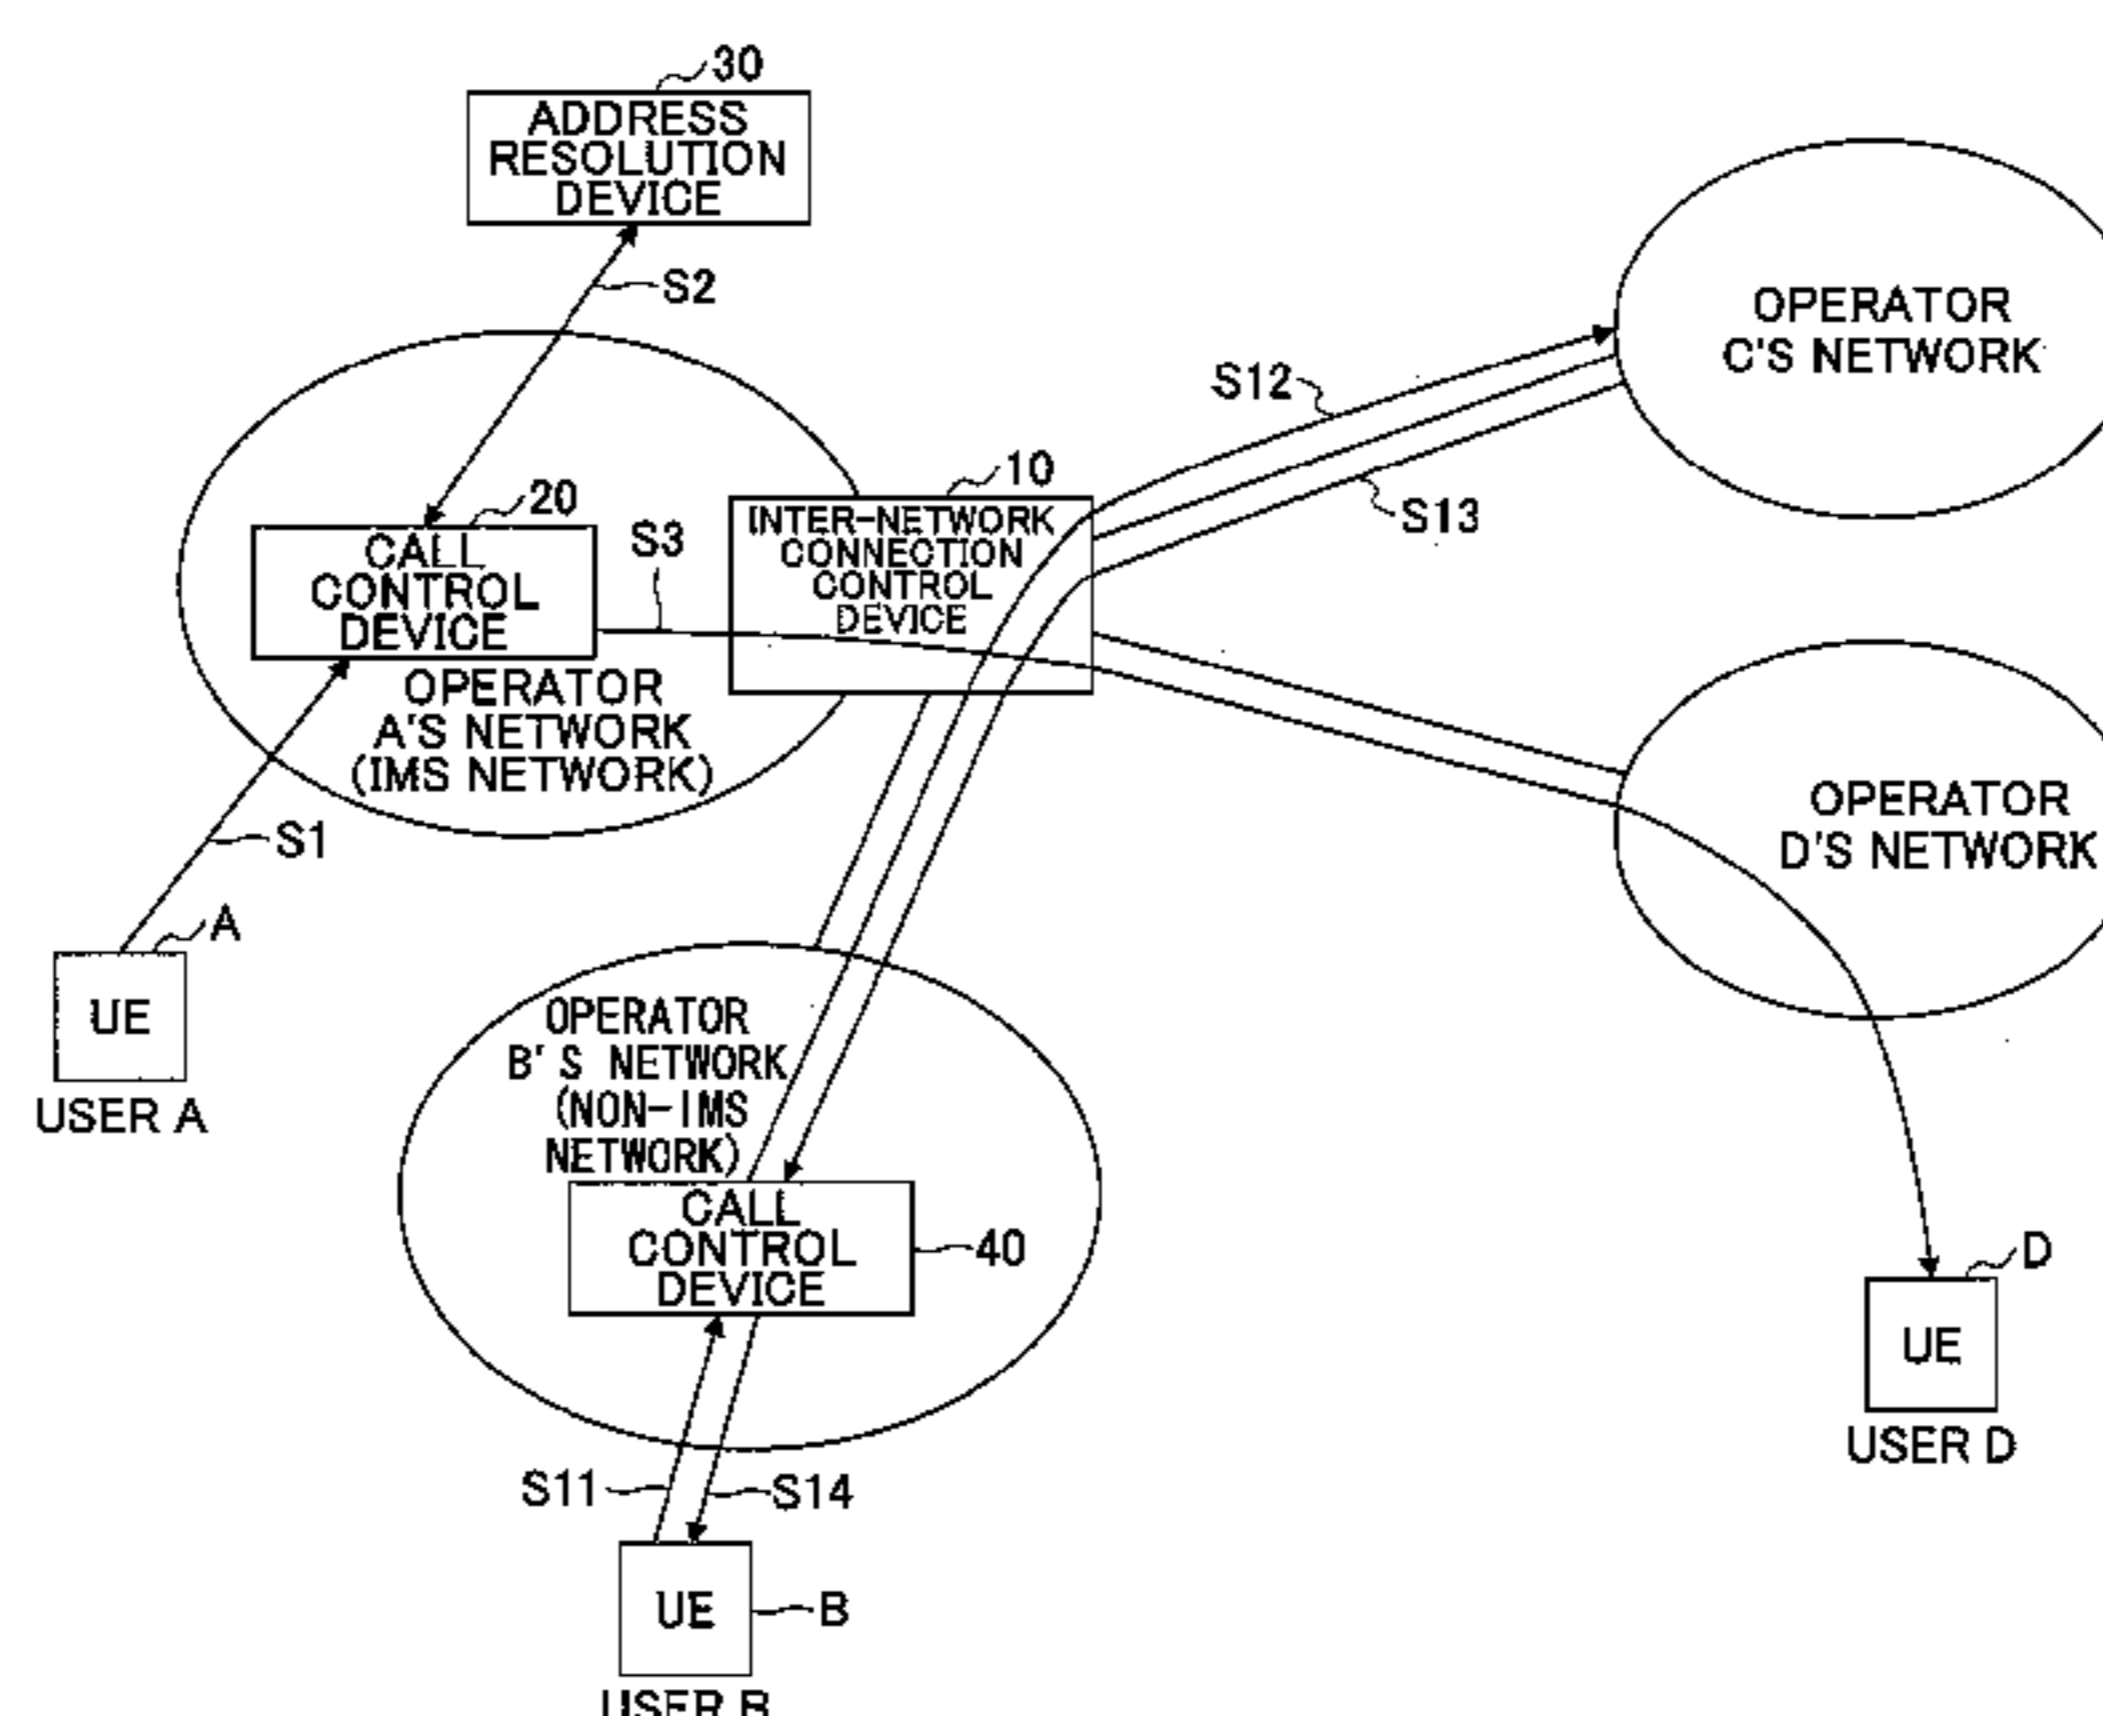 30
ADDRESS
RESOLUTION
DEVICE
S2
OPERATOR
C'S NETWORK
S12
10
INTER-NETWORK
CONNECTION
CONTROL
DEVICE
S13
20
CALL
CONTROL
DEVICE
S3
OPERATOR
A'S NETWORK
(IMS NETWORK)
S1
OPERATOR
D'S NETWORK
A
UE
USER A
OPERATOR
B'S NETWORK
(NON-IMS
NETWORK)
CALL
CONTROL
DEVICE
40
D
UE
USER D
S11
S14
UE
B
USER B